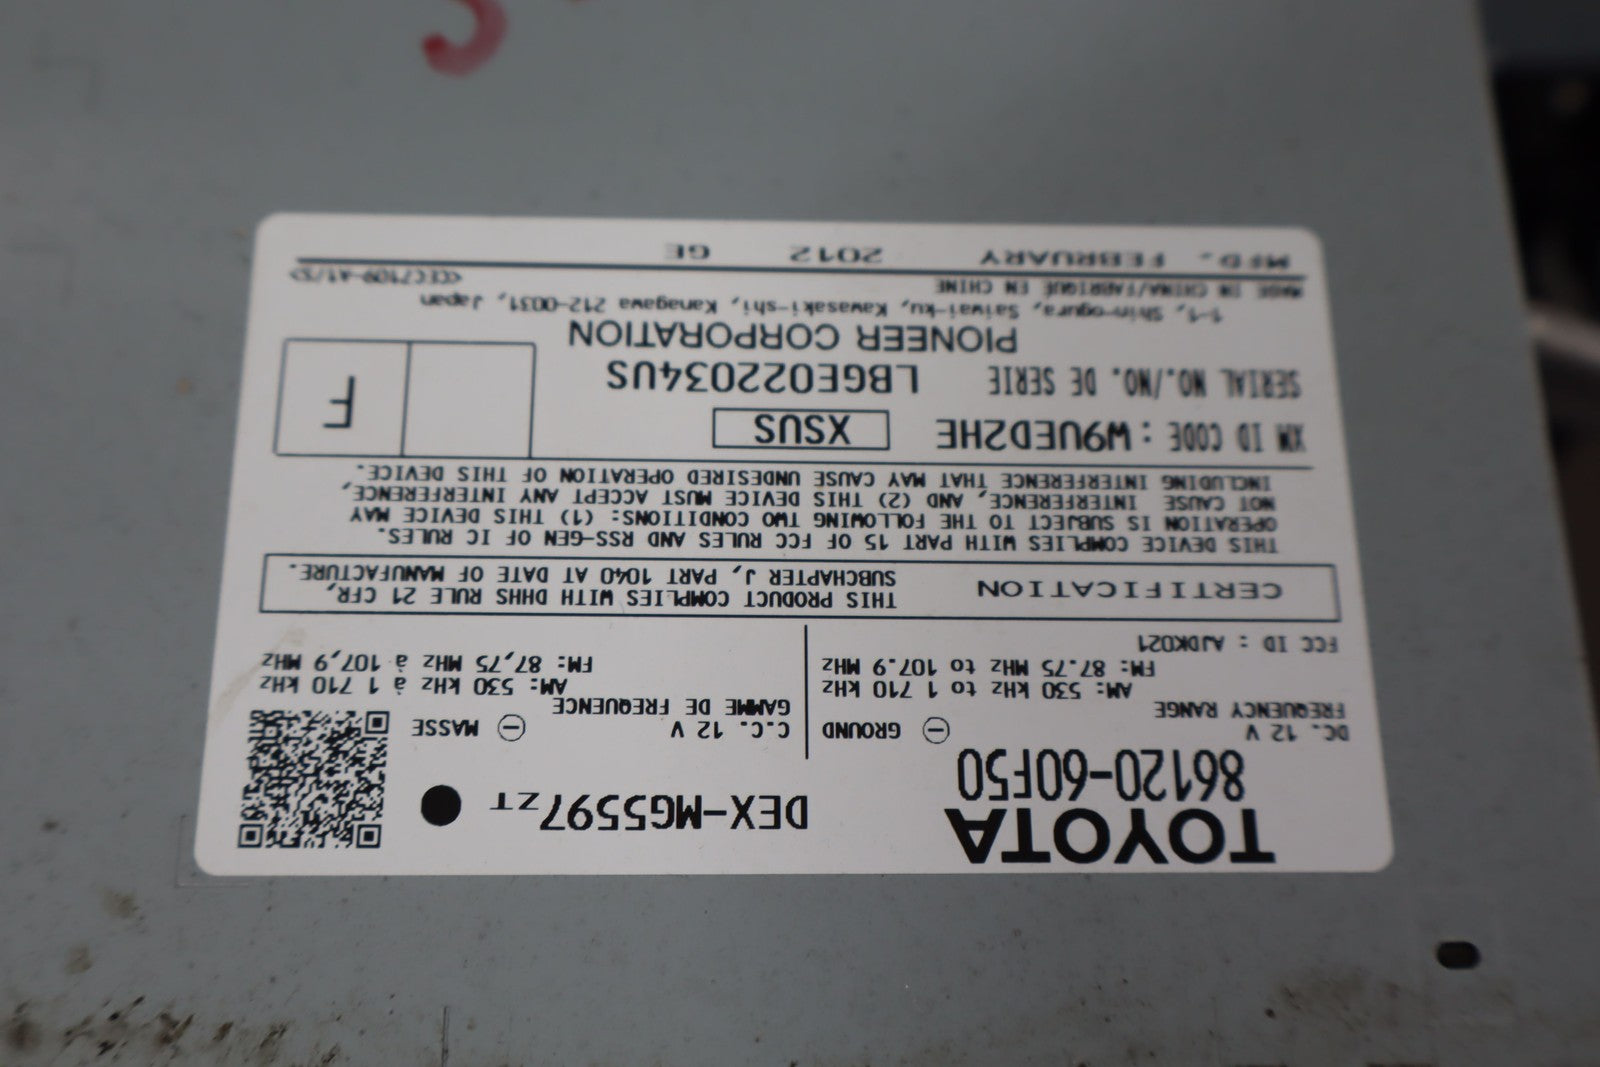 TOYOTA
86120-60F50
DEX-MG5597ZT
DC. 12 V ⊖ GROUND
FREQUENCY RANGE
AM: 530 kHz to 1 710 kHz
FM: 87.75 MHz to 107.9 MHz
FCC ID : AJDK021
C.C. 12 V ⊖ MASSE
GAMME DE FREQUENCE
AM: 530 kHz à 1 710 kHz
FM: 87,75 MHz à 107,9 MHz
CERTIFICATION
THIS PRODUCT COMPLIES WITH DHHS RULE 21 CFR,
SUBCHAPTER J, PART 1040 AT DATE OF MANUFACTURE.
THIS DEVICE COMPLIES WITH PART 15 OF FCC RULES AND RSS-GEN OF IC RULES.
OPERATION IS SUBJECT TO THE FOLLOWING TWO CONDITIONS: (1) THIS DEVICE MAY
NOT CAUSE INTERFERENCE, AND (2) THIS DEVICE MUST ACCEPT ANY INTERFERENCE,
INCLUDING INTERFERENCE THAT MAY CAUSE UNDESIRED OPERATION OF THIS DEVICE.
XM ID CODE : W9UED2HE XSUS
SERIAL NO./NO. DE SERIE LBGE022034US
F
PIONEER CORPORATION
1-1, Shin-ogura, Saiwai-ku, Kawasaki-shi, Kanagawa 212-0031, Japan
MADE IN CHINA/FABRIQUÉ EN CHINE <CEC7109-A1/S>
MFD. FEBRUARY 2012 GE